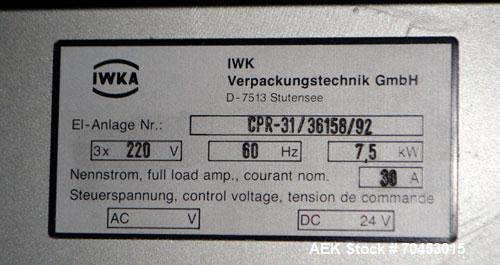 IWKA
IWK
Verpackungstechnik GmbH
D-7513 Stutensee
El-Anlage Nr.: CPR-31/36158/92
3x 220 V 60 Hz 7,5 kW
Nennstrom, full load amp., courant nom. 30 A
Steuerspannung, control voltage, tension de commande
AC V DC 24 V
AEK Stock # 70453015